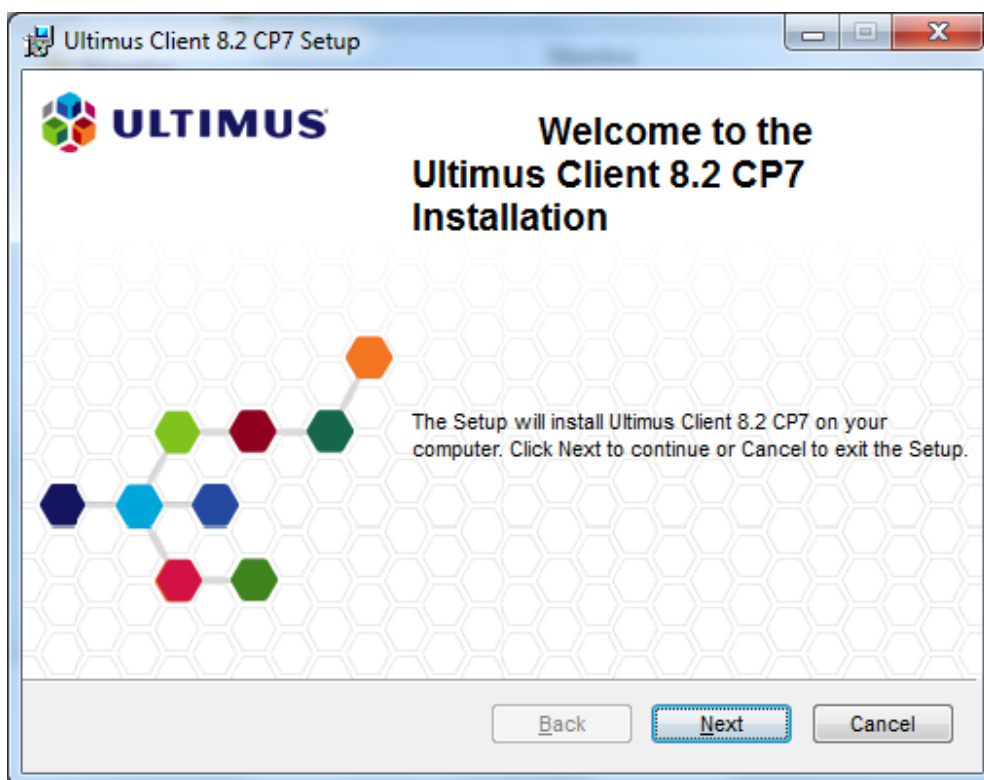 Ultimus Client 8.2 CP7 Setup
ULTIMUS
Welcome to the
Ultimus Client 8.2 CP7
Installation
The Setup will install Ultimus Client 8.2 CP7 on your
computer. Click Next to continue or Cancel to exit the Setup.
Back
Next
Cancel